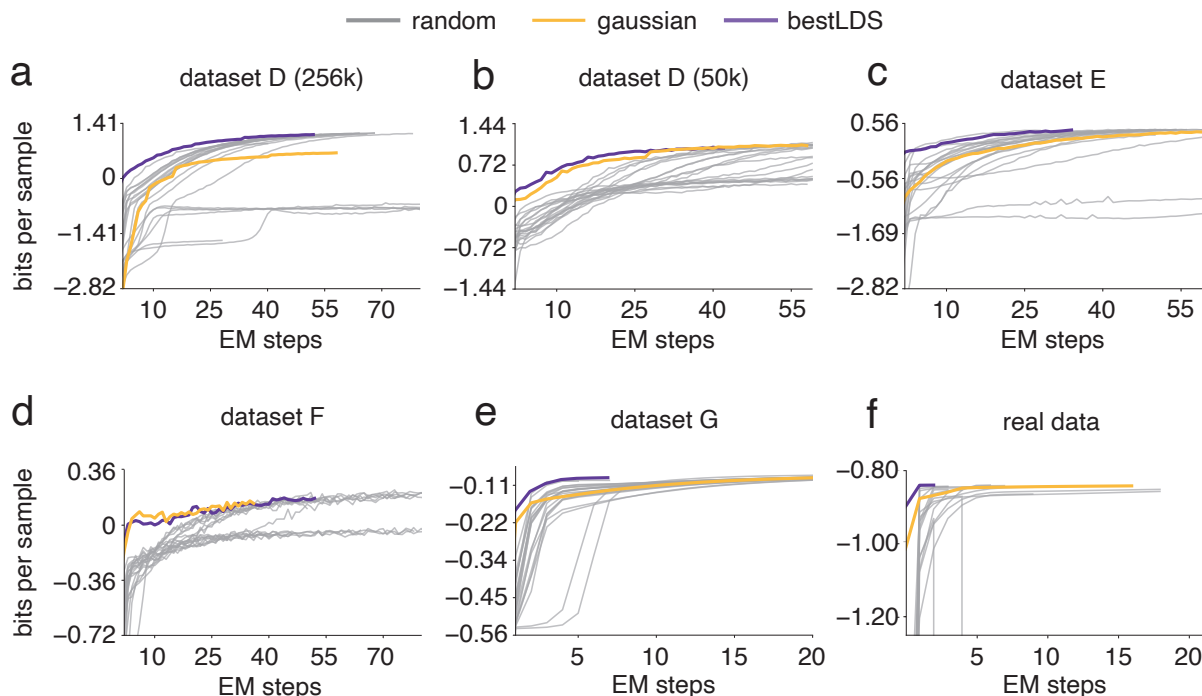 random gaussian bestLDS
a dataset D (256k)
bits per sample
1.41
0
−1.41
−2.82
10 25 40 55 70
EM steps
b dataset D (50k)
1.44
0.72
0
−0.72
−1.44
10 25 40 55
EM steps
c dataset E
0.56
−0.56
−1.69
−2.82
10 25 40 55
EM steps
d dataset F
bits per sample
0.36
0
−0.36
−0.72
10 25 40 55 70
EM steps
e dataset G
−0.11
−0.22
−0.34
−0.45
−0.56
5 10 15 20
EM steps
f real data
−0.80
−1.00
−1.20
5 10 15 20
EM steps